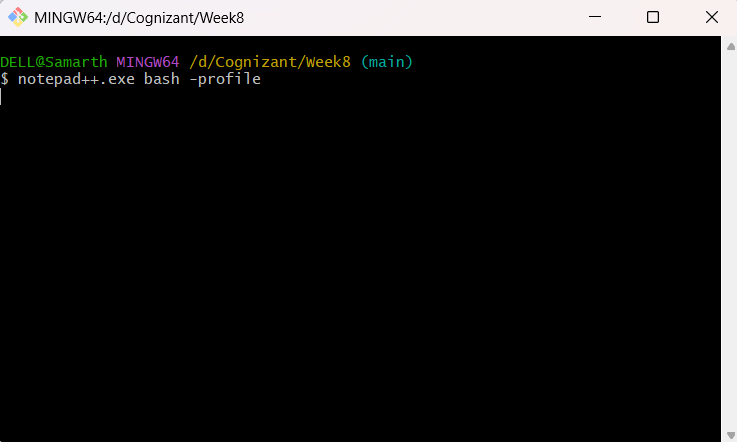 MINGW64:/d/Cognizant/Week8
DELL@Samarth MINGW64 /d/Cognizant/Week8 (main)
$ notepad++.exe bash -profile